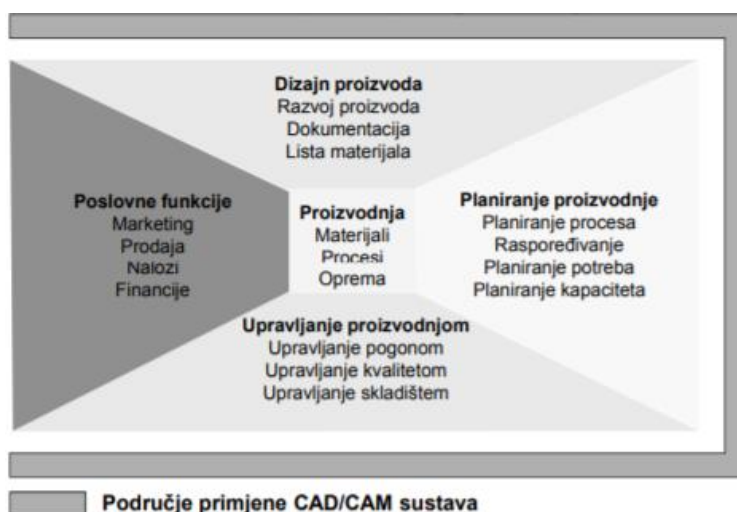 Dizajn proizvoda
Razvoj proizvoda
Dokumentacija
Lista materijala
Poslovne funkcije
Marketing
Prodaja
Nalozi
Financije
Proizvodnja
Materijali
Procesi
Oprema
Planiranje proizvodnje
Planiranje procesa
Raspoređivanje
Planiranje potreba
Planiranje kapaciteta
Upravljanje proizvodnjom
Upravljanje pogonom
Upravljanje kvalitetom
Upravljanje skladištem
Područje primjene CAD/CAM sustava